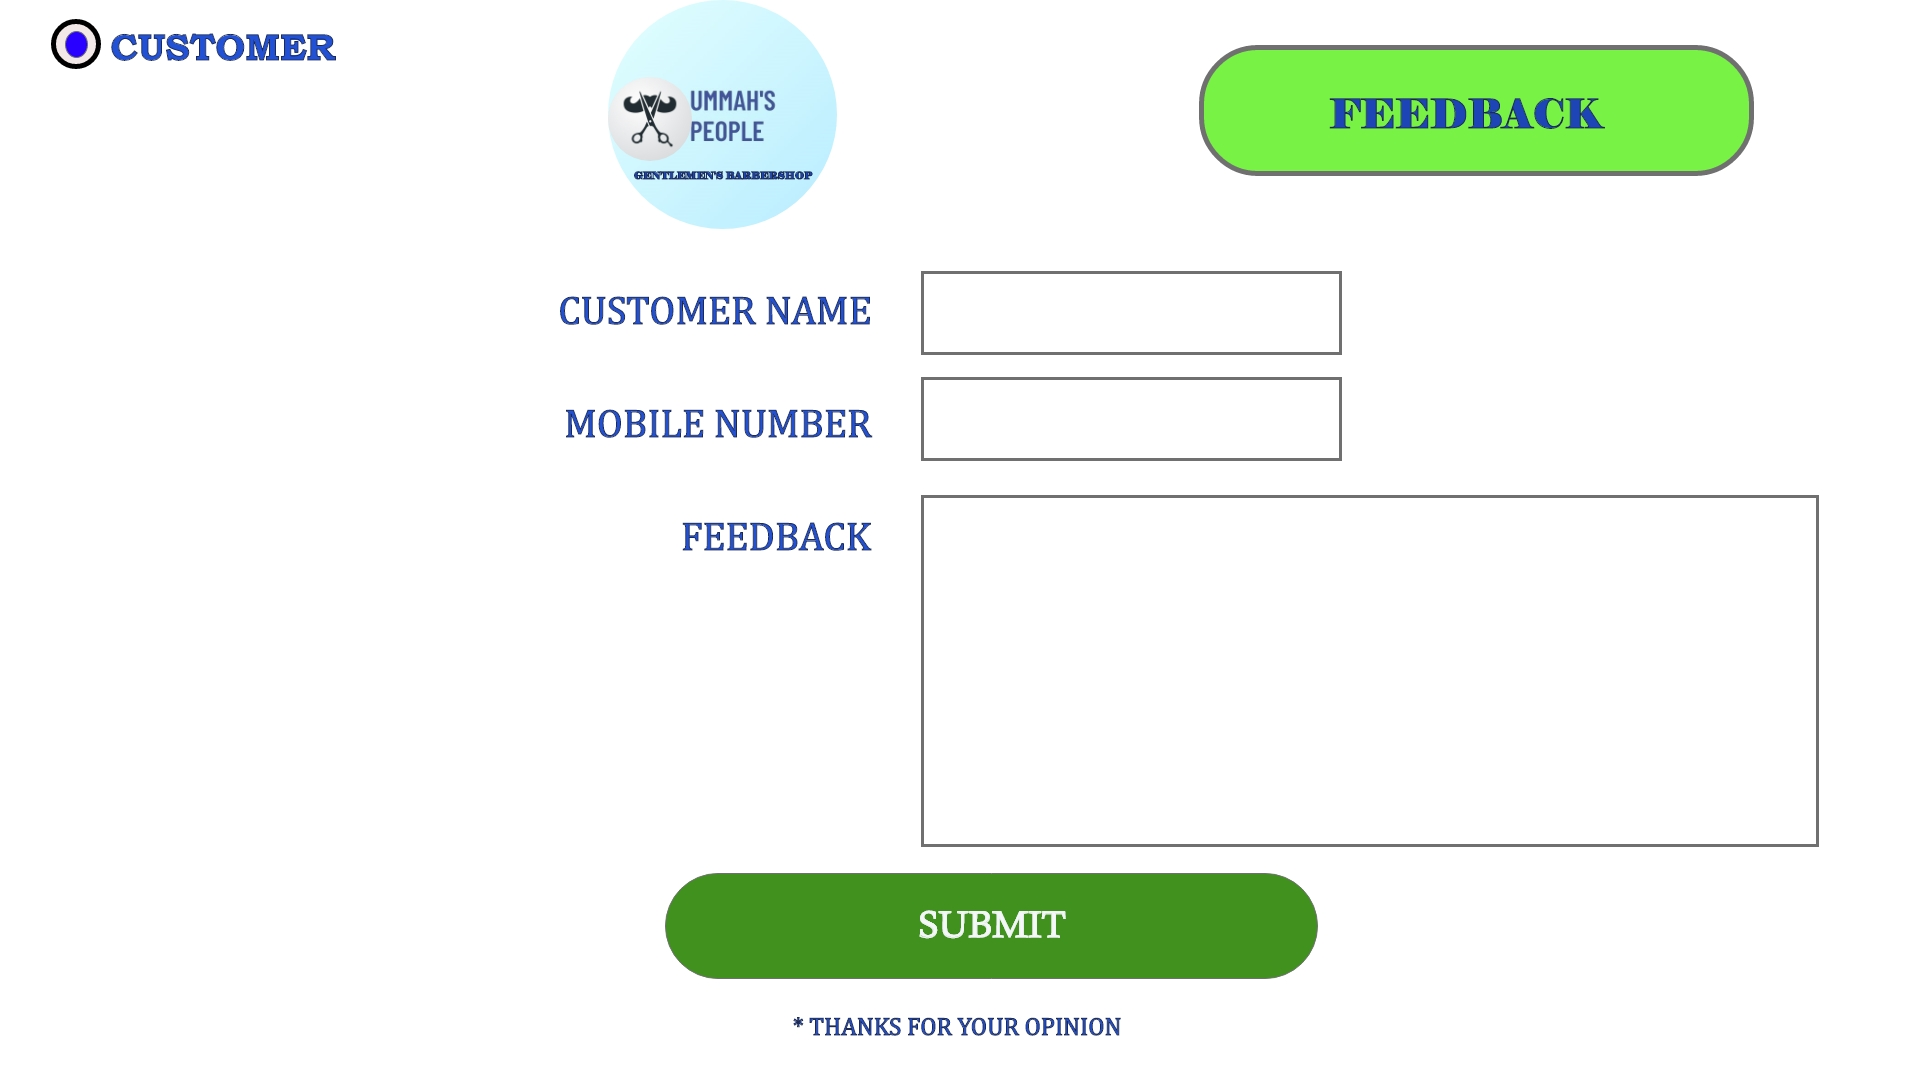 CUSTOMER
UMMAH'S
PEOPLE
GENTLEMEN'S BARBERSHOP
FEEDBACK
CUSTOMER NAME
MOBILE NUMBER
FEEDBACK
SUBMIT
* THANKS FOR YOUR OPINION